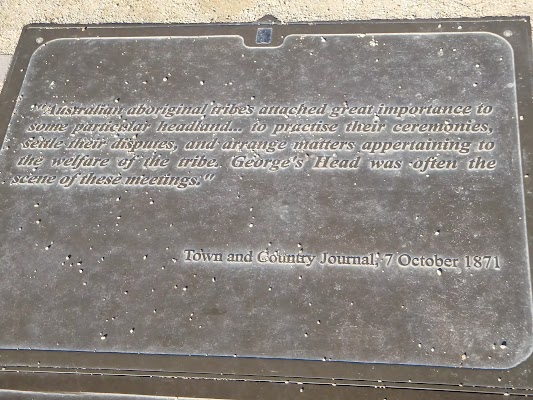 "Australian aboriginal tribes attached great importance to
some particular headland... to practise their ceremonies,
settle their disputes, and arrange matters appertaining to
the welfare of the tribe. George's Head was often the
scene of these meetings."
Town and Country Journal, 7 October 1871